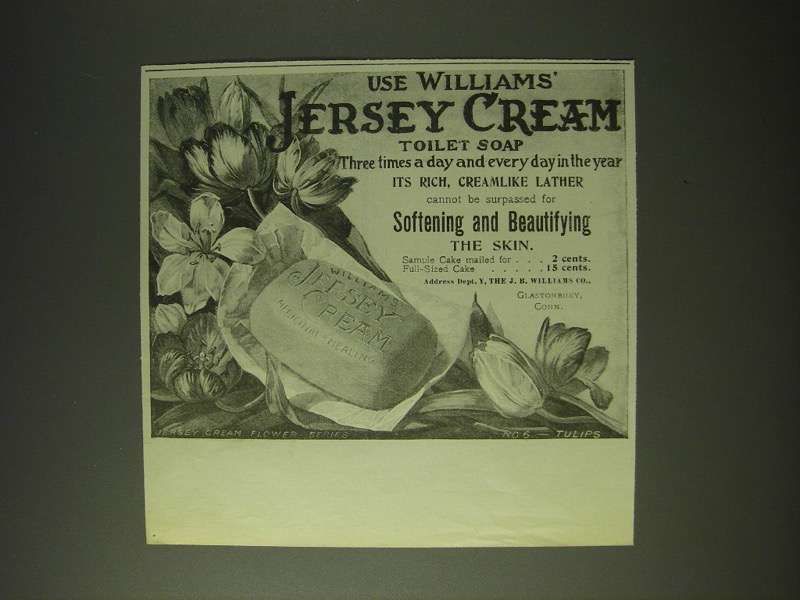 USE WILLIAMS'
JERSEY CREAM
TOILET SOAP
Three times a day and every day in the year
ITS RICH, CREAMLIKE LATHER
cannot be surpassed for
Softening and Beautifying
THE SKIN.
Sample Cake mailed for . . . 2 cents.
Full-Sized Cake . . . . . 15 cents.
Address Dept. Y, THE J. B. WILLIAMS CO.,
GLASTONBURY,
CONN.
WILLIAMS'
JERSEY
CREAM
HEALING
JERSEY CREAM FLOWER SERIES
NO. 6 — TULIPS